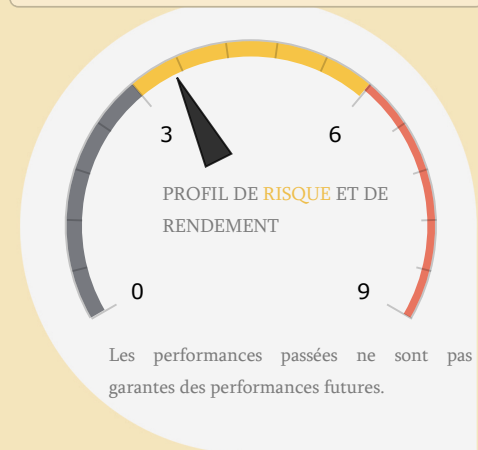 3 6
PROFIL DE RISQUE ET DE
RENDEMENT
0 9
Les performances passées ne sont pas
garantes des performances futures.